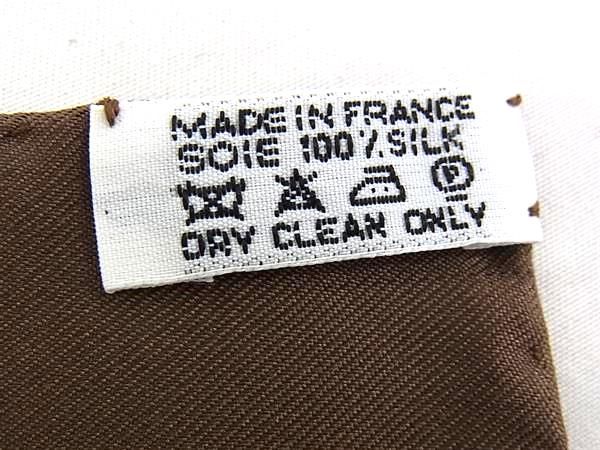 MADE IN FRANCE
SOIE 100% SILK
P
DRY CLEAN ONLY